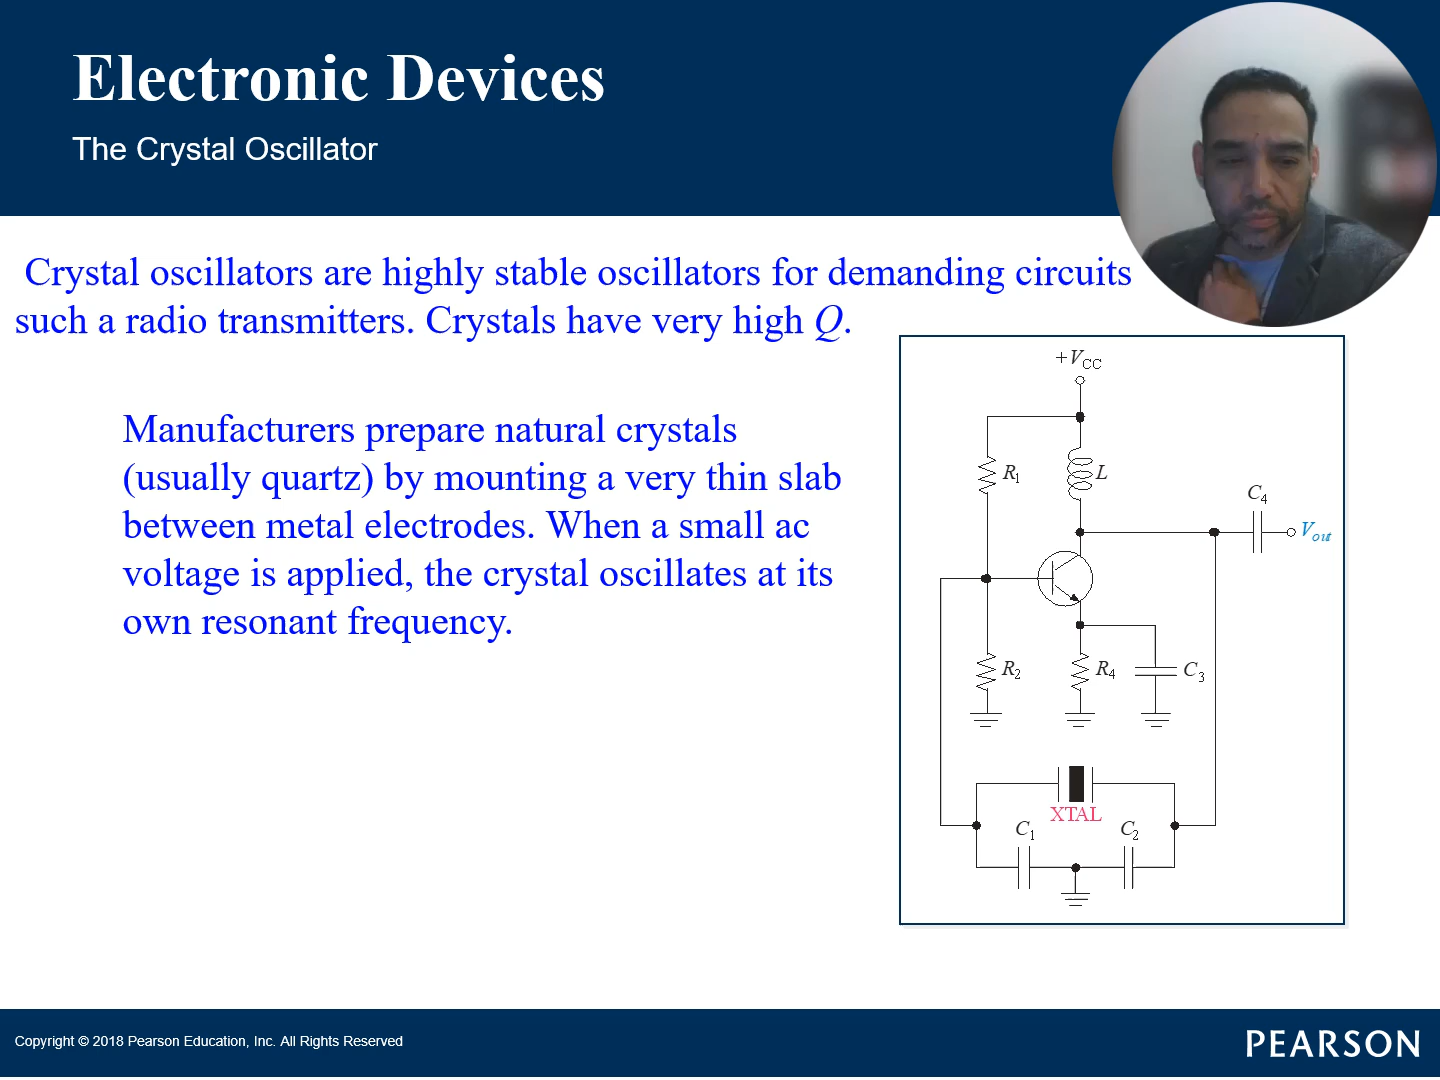 Electronic Devices
The Crystal Oscillator
Crystal oscillators are highly stable oscillators for demanding circuits
such a radio transmitters. Crystals have very high Q.
Manufacturers prepare natural crystals
(usually quartz) by mounting a very thin slab
between metal electrodes. When a small ac
voltage is applied, the crystal oscillates at its
own resonant frequency.
+VCC
R1
L
C4
Vout
R2
R4
C3
XTAL
C1
C2
Copyright © 2018 Pearson Education, Inc. All Rights Reserved
PEARSON